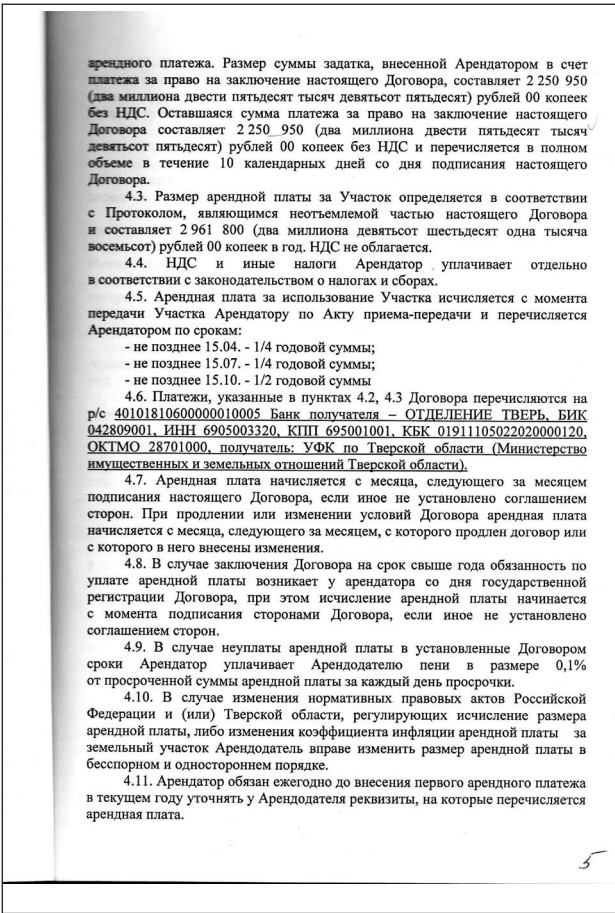 арендного платежа. Размер суммы задатка, внесенной Арендатором в счет
платежа за право на заключение настоящего Договора, составляет 2 250 950
(два миллиона двести пятьдесят тысяч девятьсот пятьдесят) рублей 00 копеек
без НДС. Оставшаяся сумма платежа за право на заключение настоящего
Договора составляет 2 250 950 (два миллиона двести пятьдесят тысяч
девятьсот пятьдесят) рублей 00 копеек без НДС и перечисляется в полном
объеме в течение 10 календарных дней со дня подписания настоящего
Договора.
4.3. Размер арендной платы за Участок определяется в соответствии
с Протоколом, являющимся неотъемлемой частью настоящего Договора
и составляет 2 961 800 (два миллиона девятьсот шестьдесят одна тысяча
восемьсот) рублей 00 копеек в год. НДС не облагается.
4.4. НДС и иные налоги Арендатор уплачивает отдельно
в соответствии с законодательством о налогах и сборах.
4.5. Арендная плата за использование Участка исчисляется с момента
передачи Участка Арендатору по Акту приема-передачи и перечисляется
Арендатором по срокам:
- не позднее 15.04. - 1/4 годовой суммы;
- не позднее 15.07. - 1/4 годовой суммы;
- не позднее 15.10. - 1/2 годовой суммы
4.6. Платежи, указанные в пунктах 4.2, 4.3 Договора перечисляются на
р/с 40101810600000010005 Банк получателя – ОТДЕЛЕНИЕ ТВЕРЬ, БИК
042809001, ИНН 6905003320, КПП 695001001, КБК 01911105022020000120,
ОКТМО 28701000, получатель: УФК по Тверской области (Министерство
имущественных и земельных отношений Тверской области).
4.7. Арендная плата начисляется с месяца, следующего за месяцем
подписания настоящего Договора, если иное не установлено соглашением
сторон. При продлении или изменении условий Договора арендная плата
начисляется с месяца, следующего за месяцем, с которого продлен договор или
с которого в него внесены изменения.
4.8. В случае заключения Договора на срок свыше года обязанность по
уплате арендной платы возникает у арендатора со дня государственной
регистрации Договора, при этом исчисление арендной платы начинается
с момента подписания сторонами Договора, если иное не установлено
соглашением сторон.
4.9. В случае неуплаты арендной платы в установленные Договором
сроки Арендатор уплачивает Арендодателю пени в размере 0,1%
от просроченной суммы арендной платы за каждый день просрочки.
4.10. В случае изменения нормативных правовых актов Российской
Федерации и (или) Тверской области, регулирующих исчисление размера
арендной платы, либо изменения коэффициента инфляции арендной платы за
земельный участок Арендодатель вправе изменить размер арендной платы в
бесспорном и одностороннем порядке.
4.11. Арендатор обязан ежегодно до внесения первого арендного платежа
в текущем году уточнять у Арендодателя реквизиты, на которые перечисляется
арендная плата.
5